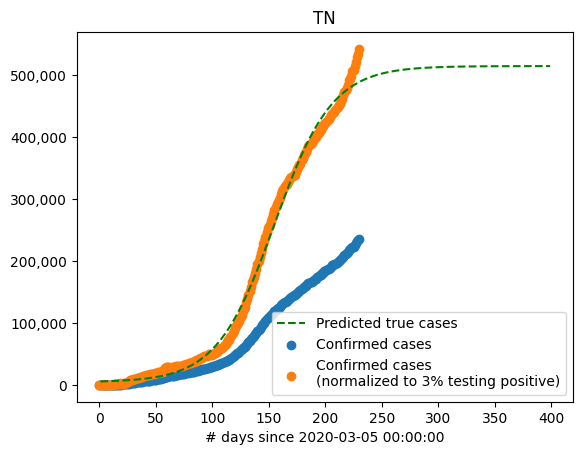 TN
500,000
400,000
300,000
200,000
100,000
0
0 50 100 150 200 250 300 350 400
# days since 2020-03-05 00:00:00
Predicted true cases
Confirmed cases
Confirmed cases
(normalized to 3% testing positive)